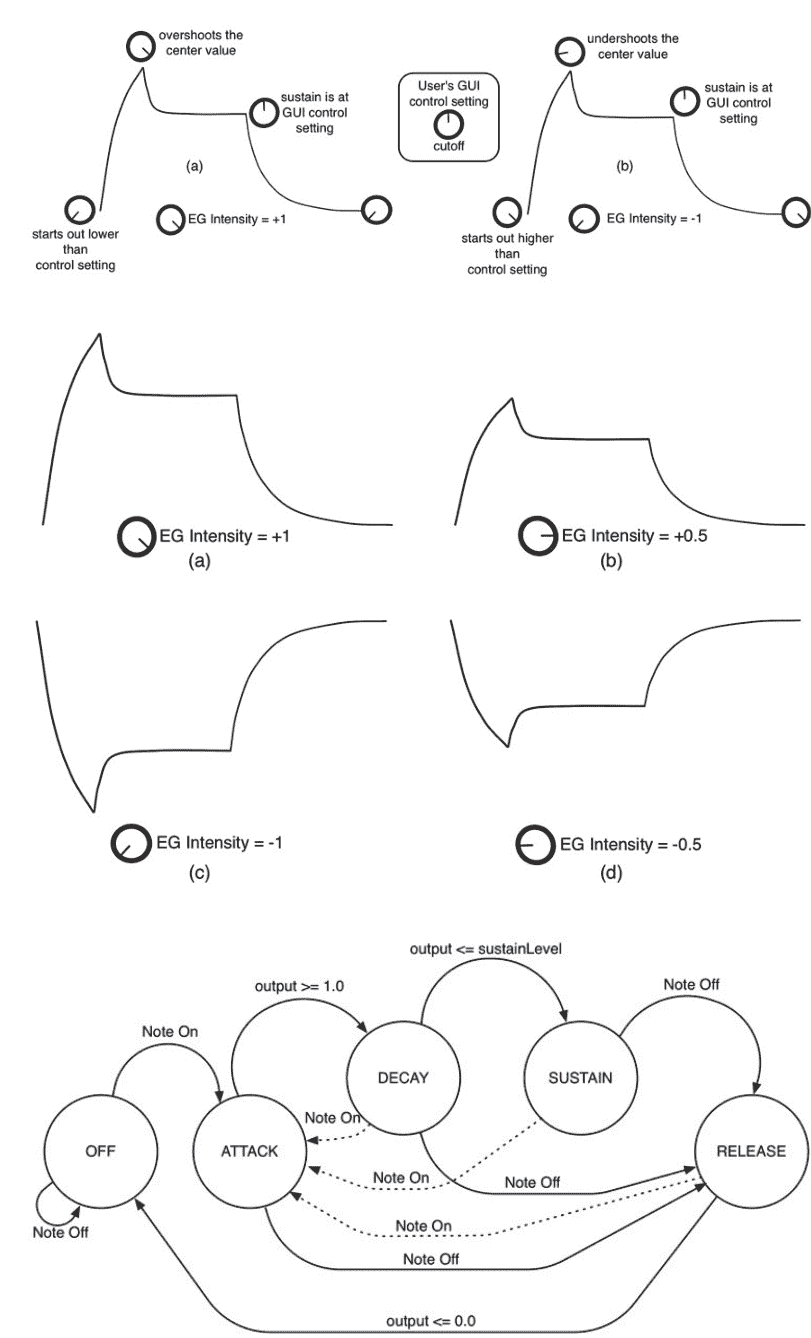 overshoots the
center value
sustain is at
GUI control
setting
(a)
EG Intensity = +1
starts out lower
than
control setting
User's GUI
control setting
cutoff
undershoots the
center value
sustain is at
GUI control
setting
(b)
EG Intensity = -1
starts out higher
than
control setting
EG Intensity = +1
(a)
EG Intensity = +0.5
(b)
EG Intensity = -1
(c)
EG Intensity = -0.5
(d)
output <= sustainLevel
output >= 1.0
Note Off
Note On
DECAY
SUSTAIN
Note On
OFF
ATTACK
RELEASE
Note On
Note Off
Note On
Note Off
Note Off
output <= 0.0